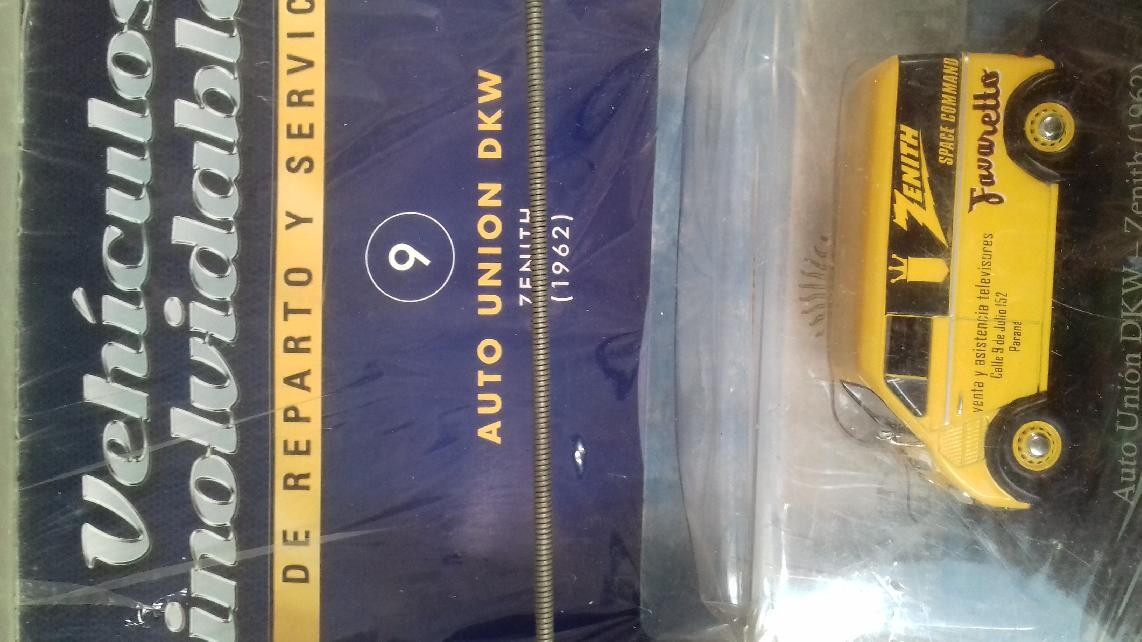 Vehículos
inolvidabl
DE REPARTO Y SERVIC
9
AUTO UNION DKW
ZENITH
(1962)
ZENITH
SPACE COMMAND
Favaretto
venta y asistencia televisores
Calle 9 de Julio 152
Paraná
Auto Unión DKW - Zenith (1962)